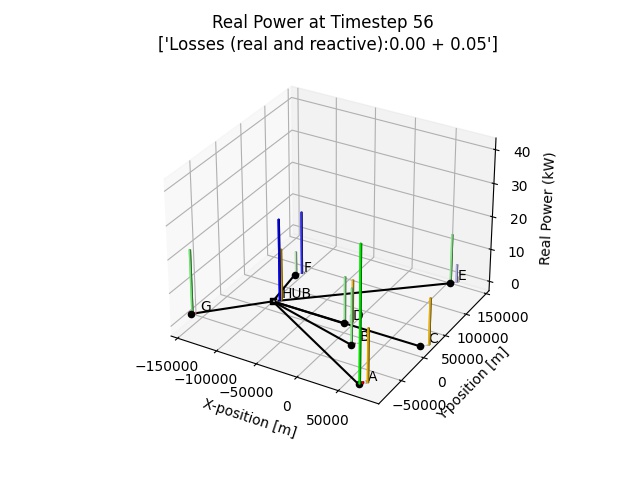 Real Power at Timestep 56
['Losses (real and reactive):0.00 + 0.05']
40
30
20
10
0
Real Power (kW)
F
E
HUB
G
D
B
C
A
−150000
−100000
−50000
0
50000
X-position [m]
150000
100000
50000
0
−50000
Y-position [m]